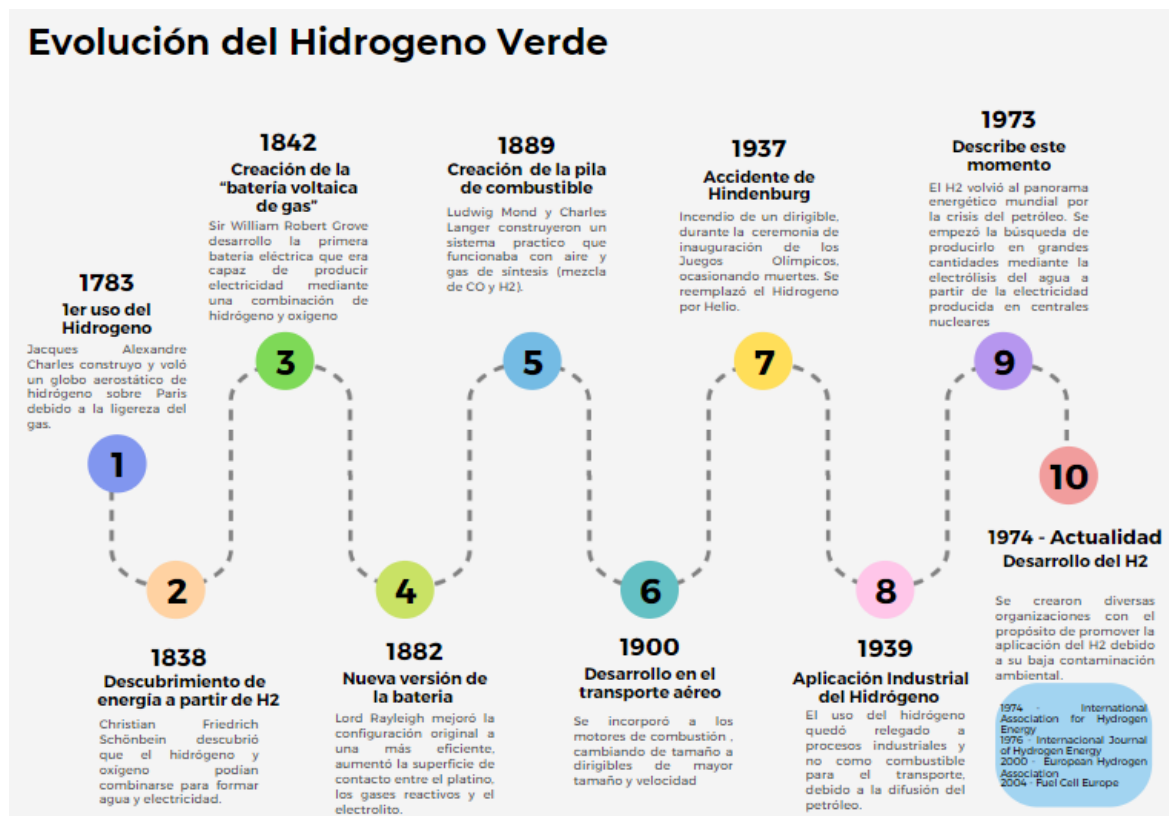 Evolución del Hidrogeno Verde
1783
1er uso del
Hidrogeno
Jacques Alexandre
Charles construyo y voló
un globo aerostático de
hidrógeno sobre Paris
debido a la ligereza del
gas.
1
2
1838
Descubrimiento de
energía a partir de H2
Christian Friedrich
Schönbein descubrió
que el hidrógeno y
oxígeno podían
combinarse para formar
agua y electricidad.
1842
Creación de la
"batería voltaica
de gas"
Sir William Robert Grove
desarrollo la primera
batería eléctrica que era
capaz de producir
electricidad mediante
una combinación de
hidrógeno y oxígeno
3
4
1882
Nueva versión de
la bateria
Lord Rayleigh mejoró la
configuración original a
una más eficiente,
aumentó la superficie de
contacto entre el platino,
los gases reactivos y el
electrolito.
1889
Creación de la pila
de combustible
Ludwig Mond y Charles
Langer construyeron un
sistema practico que
funcionaba con aire y
gas de síntesis (mezcla
de CO y H2).
5
6
1900
Desarrollo en el
transporte aéreo
Se incorporó a los
motores de combustión ,
cambiando de tamaño a
dirigibles de mayor
tamaño y velocidad
1937
Accidente de
Hindenburg
Incendio de un dirigible,
durante la ceremonia de
inauguración de los
Juegos Olímpicos,
ocasionando muertes. Se
reemplazó el Hidrogeno
por Helio.
7
8
1939
Aplicación Industrial
del Hidrógeno
El uso del hidrógeno
quedó relegado a
procesos industriales y
no como combustible
para el transporte,
debido a la difusión del
petróleo.
1973
Describe este
momento
El H2 volvió al panorama
energético mundial por
la crisis del petróleo. Se
empezó la búsqueda de
producirlo en grandes
cantidades mediante la
electrólisis del agua a
partir de la electricidad
producida en centrales
nucleares
9
10
1974 - Actualidad
Desarrollo del H2
Se crearon diversas
organizaciones con el
propósito de promover la
aplicación del H2 debido
a su baja contaminación
ambiental.
1974 - International
Association for Hydrogen
Energy
1976 - Internacional Journal
of Hydrogen Energy
2000 - European Hydrogen
Association
2004 - Fuel Cell Europe